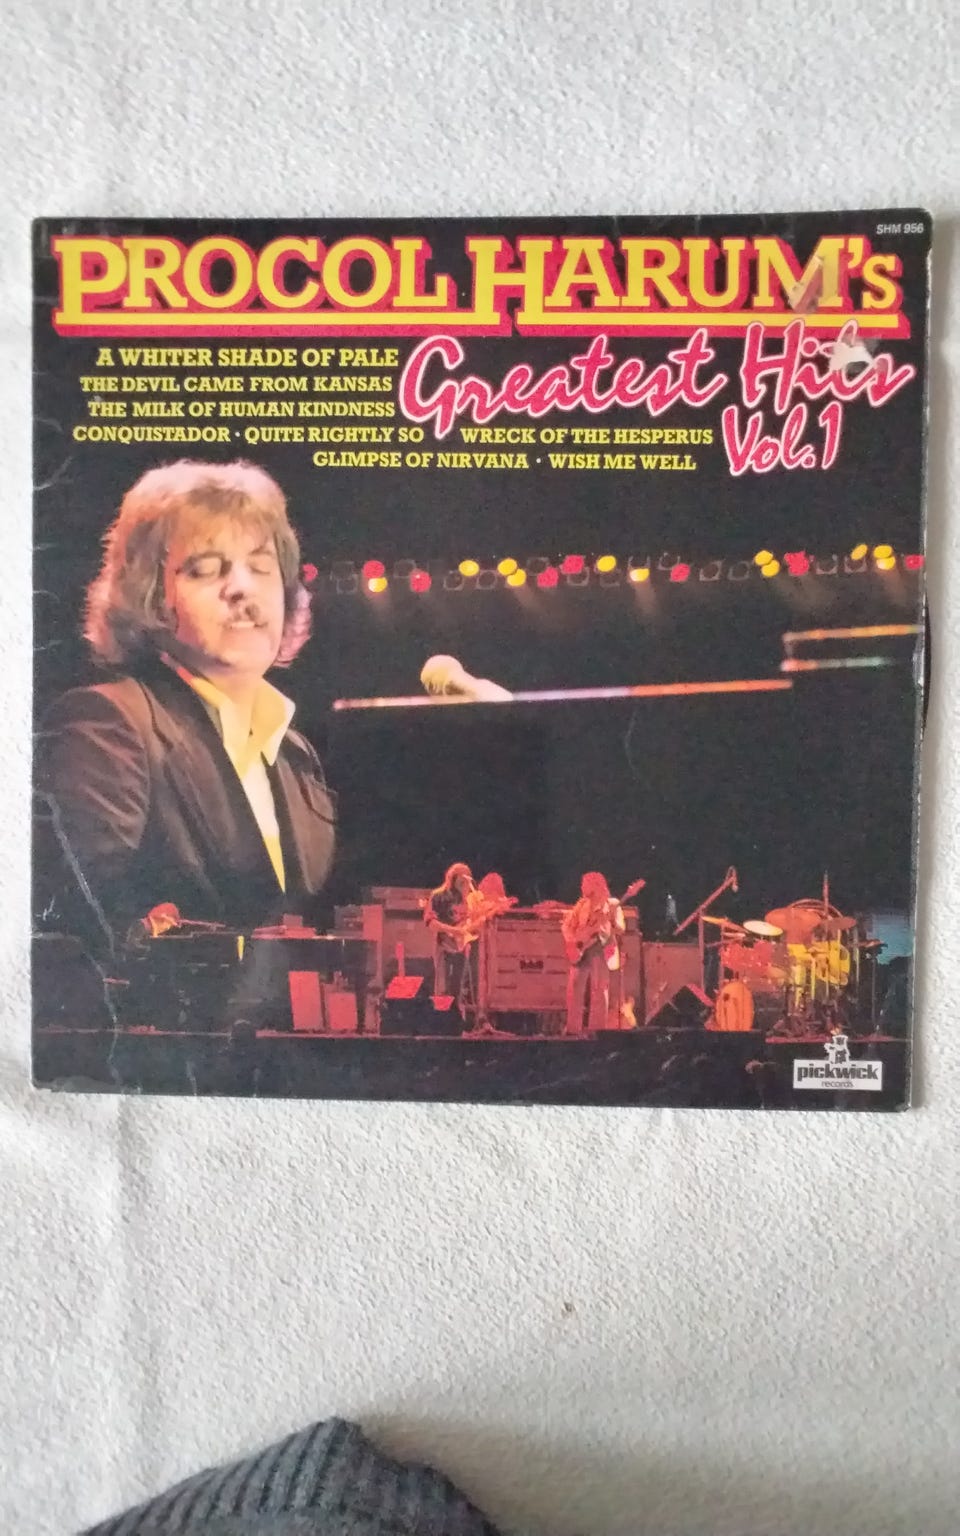 SHM 956
PROCOL HARUM's
Greatest Hits
Vol.1
A WHITER SHADE OF PALE
THE DEVIL CAME FROM KANSAS
THE MILK OF HUMAN KINDNESS
CONQUISTADOR · QUITE RIGHTLY SO WRECK OF THE HESPERUS
GLIMPSE OF NIRVANA · WISH ME WELL
pickwick
records